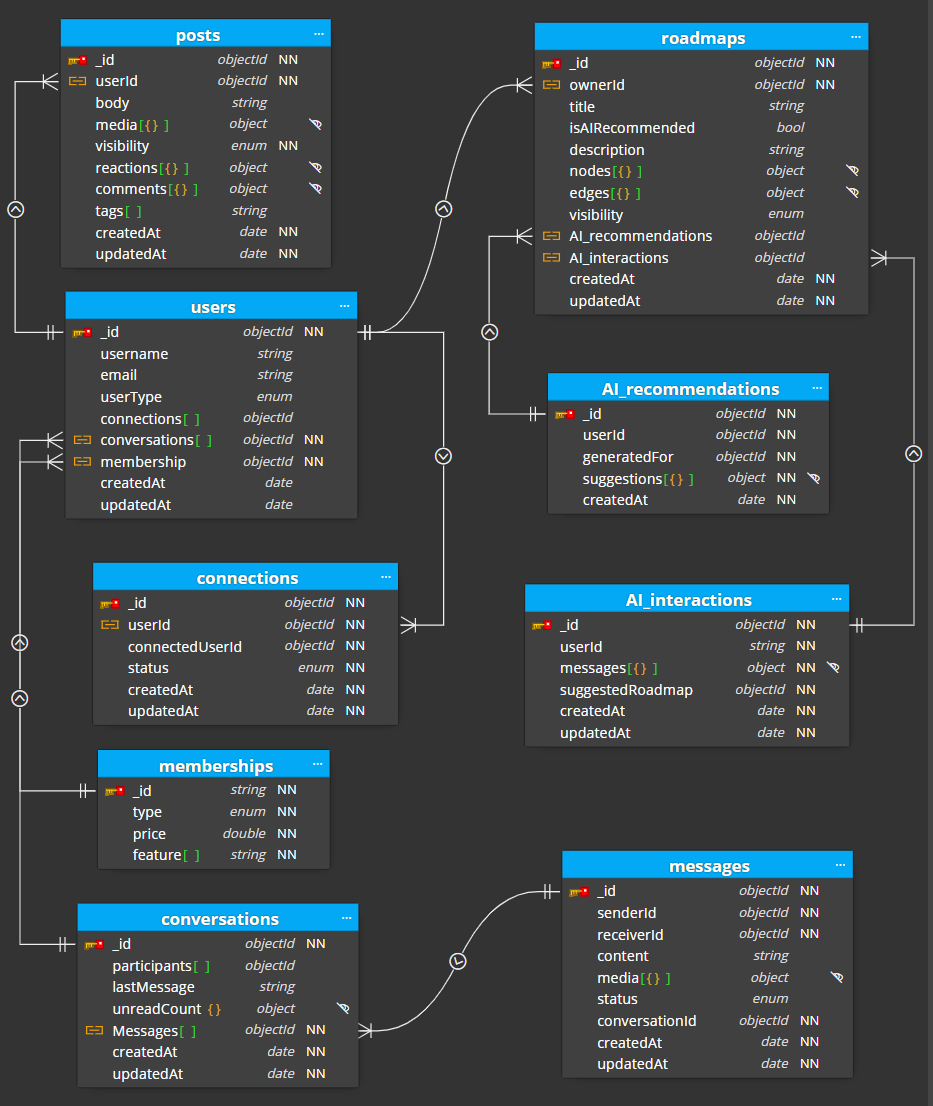 posts ...
_id objectId NN
userId objectId NN
body string
media[{} ] object
visibility enum NN
reactions[{} ] object
comments[{} ] object
tags[ ] string
createdAt date NN
updatedAt date NN
roadmaps ...
_id objectId NN
ownerId objectId NN
title string
isAIRecommended bool
description string
nodes[{} ] object
edges[{} ] object
visibility enum
AI_recommendations objectId
AI_interactions objectId
createdAt date NN
updatedAt date NN
users ...
_id objectId NN
username string
email string
userType enum
connections[ ] objectId
conversations[ ] objectId NN
membership objectId NN
createdAt date
updatedAt date
AI_recommendations ...
_id objectId NN
userId objectId NN
generatedFor objectId NN
suggestions[{} ] object NN
createdAt date NN
connections ...
_id objectId NN
userId objectId NN
connectedUserId objectId NN
status enum NN
createdAt date NN
updatedAt date NN
AI_interactions ...
_id objectId NN
userId string NN
messages[{} ] object NN
suggestedRoadmap objectId NN
createdAt date NN
updatedAt date NN
memberships ...
_id string NN
type enum NN
price double NN
feature[ ] string NN
conversations ...
_id objectId NN
participants[ ] objectId
lastMessage string
unreadCount {} object
Messages[ ] objectId NN
createdAt date NN
updatedAt date NN
messages ...
_id objectId NN
senderId objectId NN
receiverId objectId NN
content string
media[{} ] object
status enum
conversationId objectId NN
createdAt date NN
updatedAt date NN